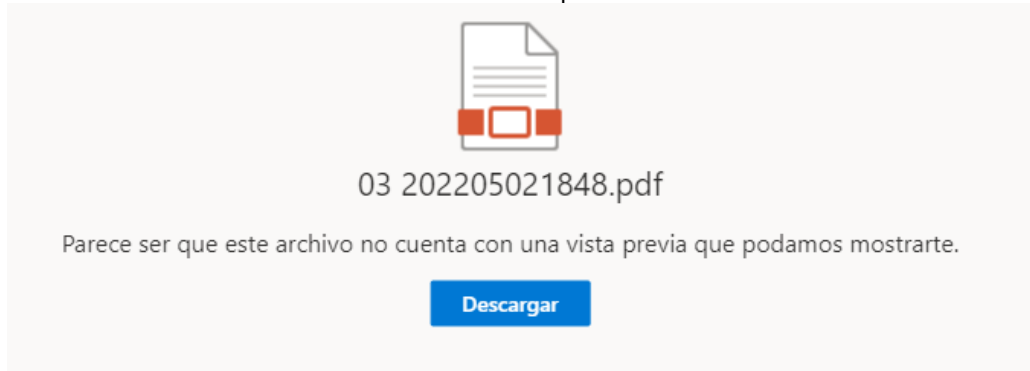 03 202205021848.pdf
Parece ser que este archivo no cuenta con una vista previa que podamos mostrarte.
Descargar